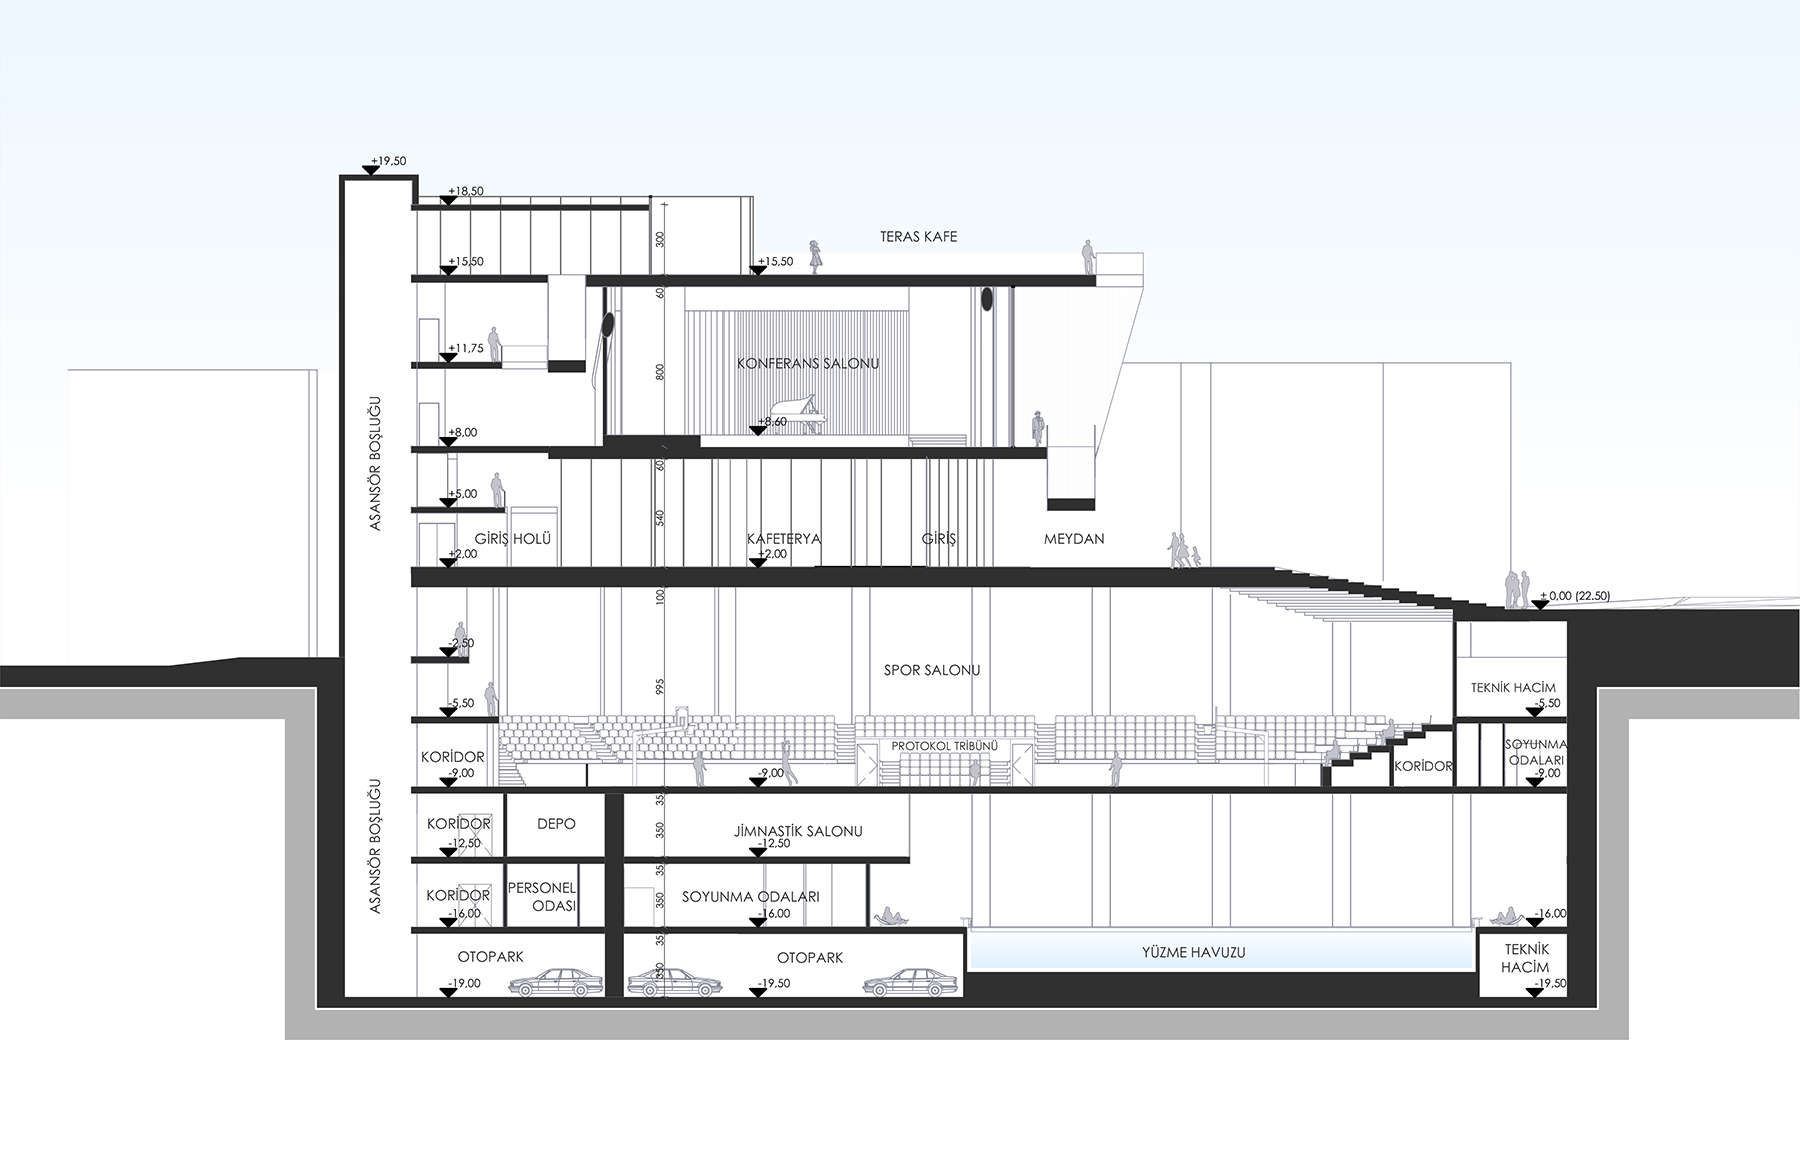 +19,50
+18,50
TERAS KAFE
300
+15,50
+15,50
60
+11,75
KONFERANS SALONU
800
+8,60
+8,00
ASANSÖR BOŞLUĞU
60
+5,00
540
GİRİŞ HOLÜ
KAFETERYA
GİRİŞ
MEYDAN
+2,00
+2,00
100
± 0,00 (22.50)
-2,50
SPOR SALONU
995
TEKNİK HACİM
-5,50
-5,50
PROTOKOL TRİBÜNÜ
SOYUNMA
ODALARI
KORİDOR
KORİDOR
-9,00
-9,00
-9,00
35
ASANSÖR BOŞLUĞU
KORİDOR
DEPO
350
JİMNASTİK SALONU
-12,50
-12,50
35
KORİDOR
PERSONEL
ODASI
350
SOYUNMA ODALARI
-16,00
-16,00
-16,00
35
OTOPARK
OTOPARK
YÜZME HAVUZU
TEKNİK
HACİM
350
-19,00
-19,50
-19,50